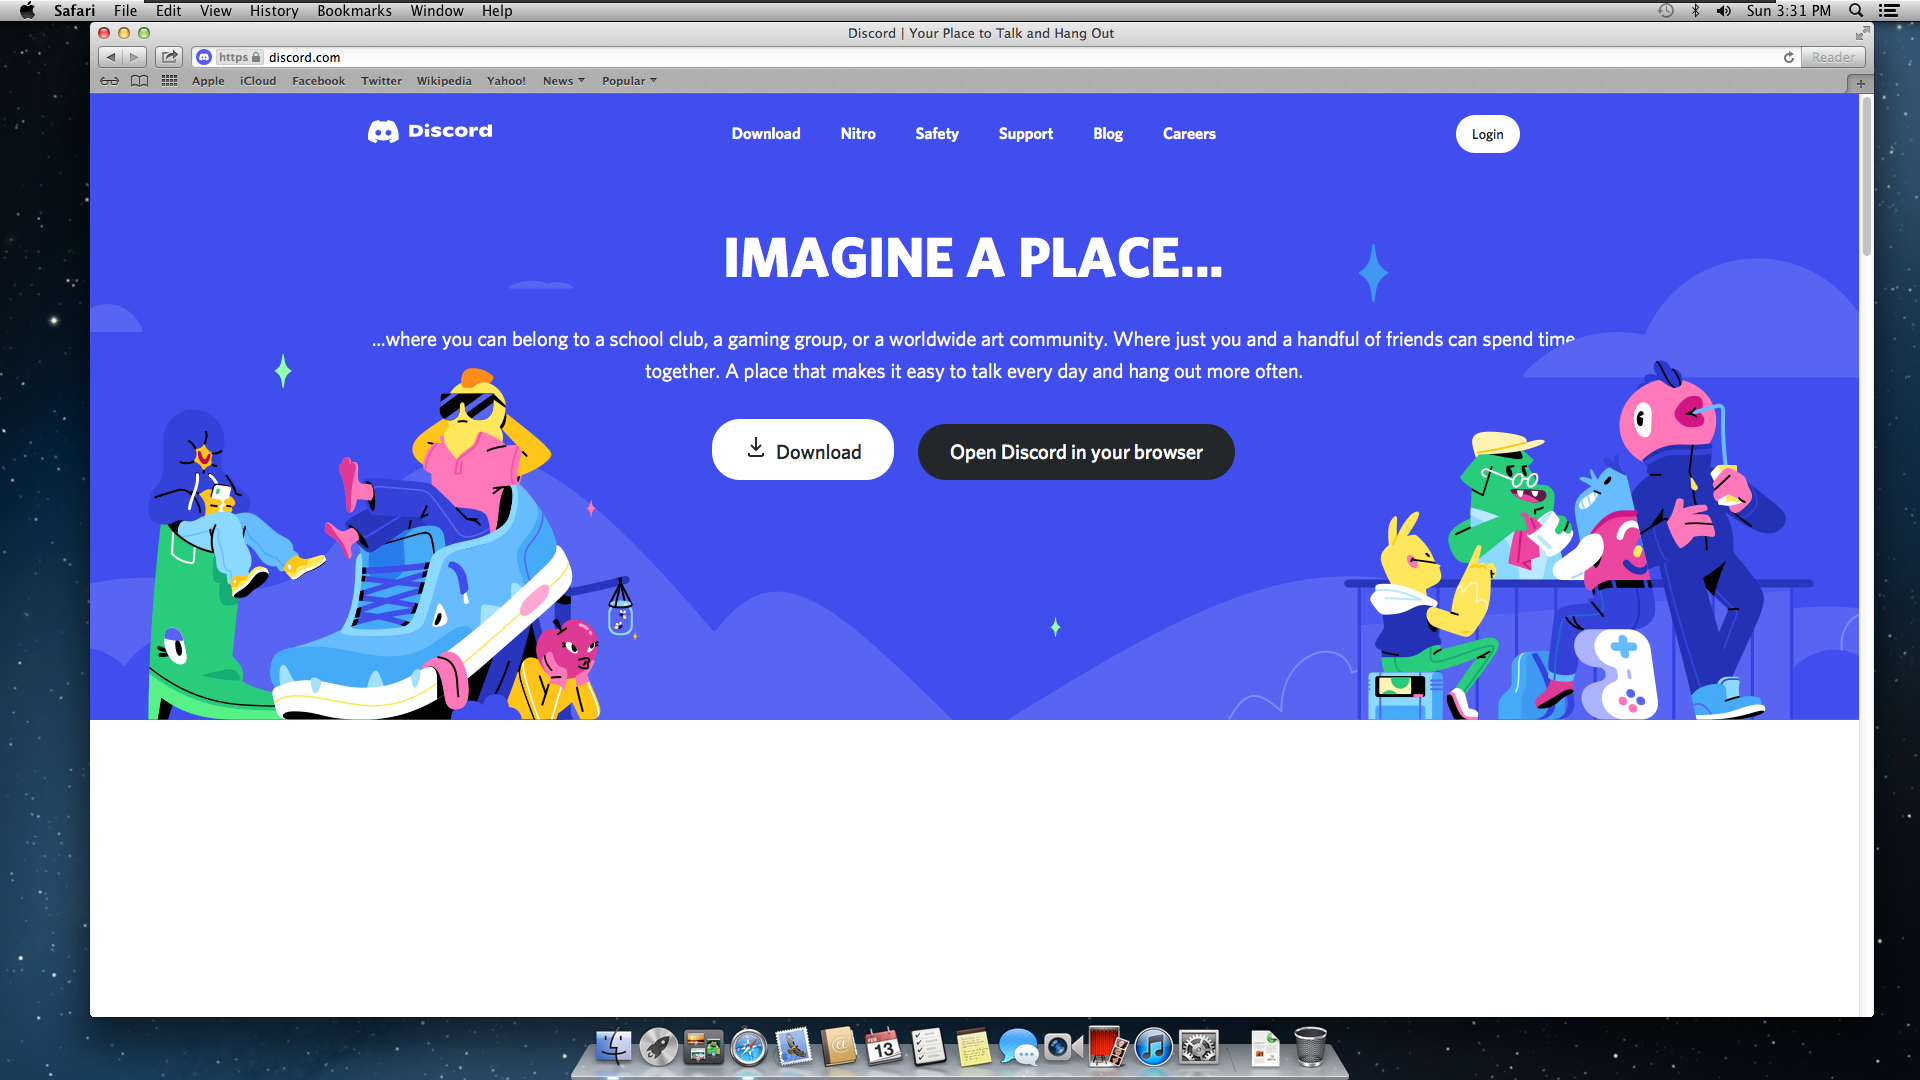 Safari File Edit View History Bookmarks Window Help Sun 3:31 PM
Discord | Your Place to Talk and Hang Out
https discord.com Reader
Apple iCloud Facebook Twitter Wikipedia Yahoo! News Popular
Discord Download Nitro Safety Support Blog Careers Login
IMAGINE A PLACE...
...where you can belong to a school club, a gaming group, or a worldwide art community. Where just you and a handful of friends can spend time
together. A place that makes it easy to talk every day and hang out more often.
Download Open Discord in your browser
FEB
13